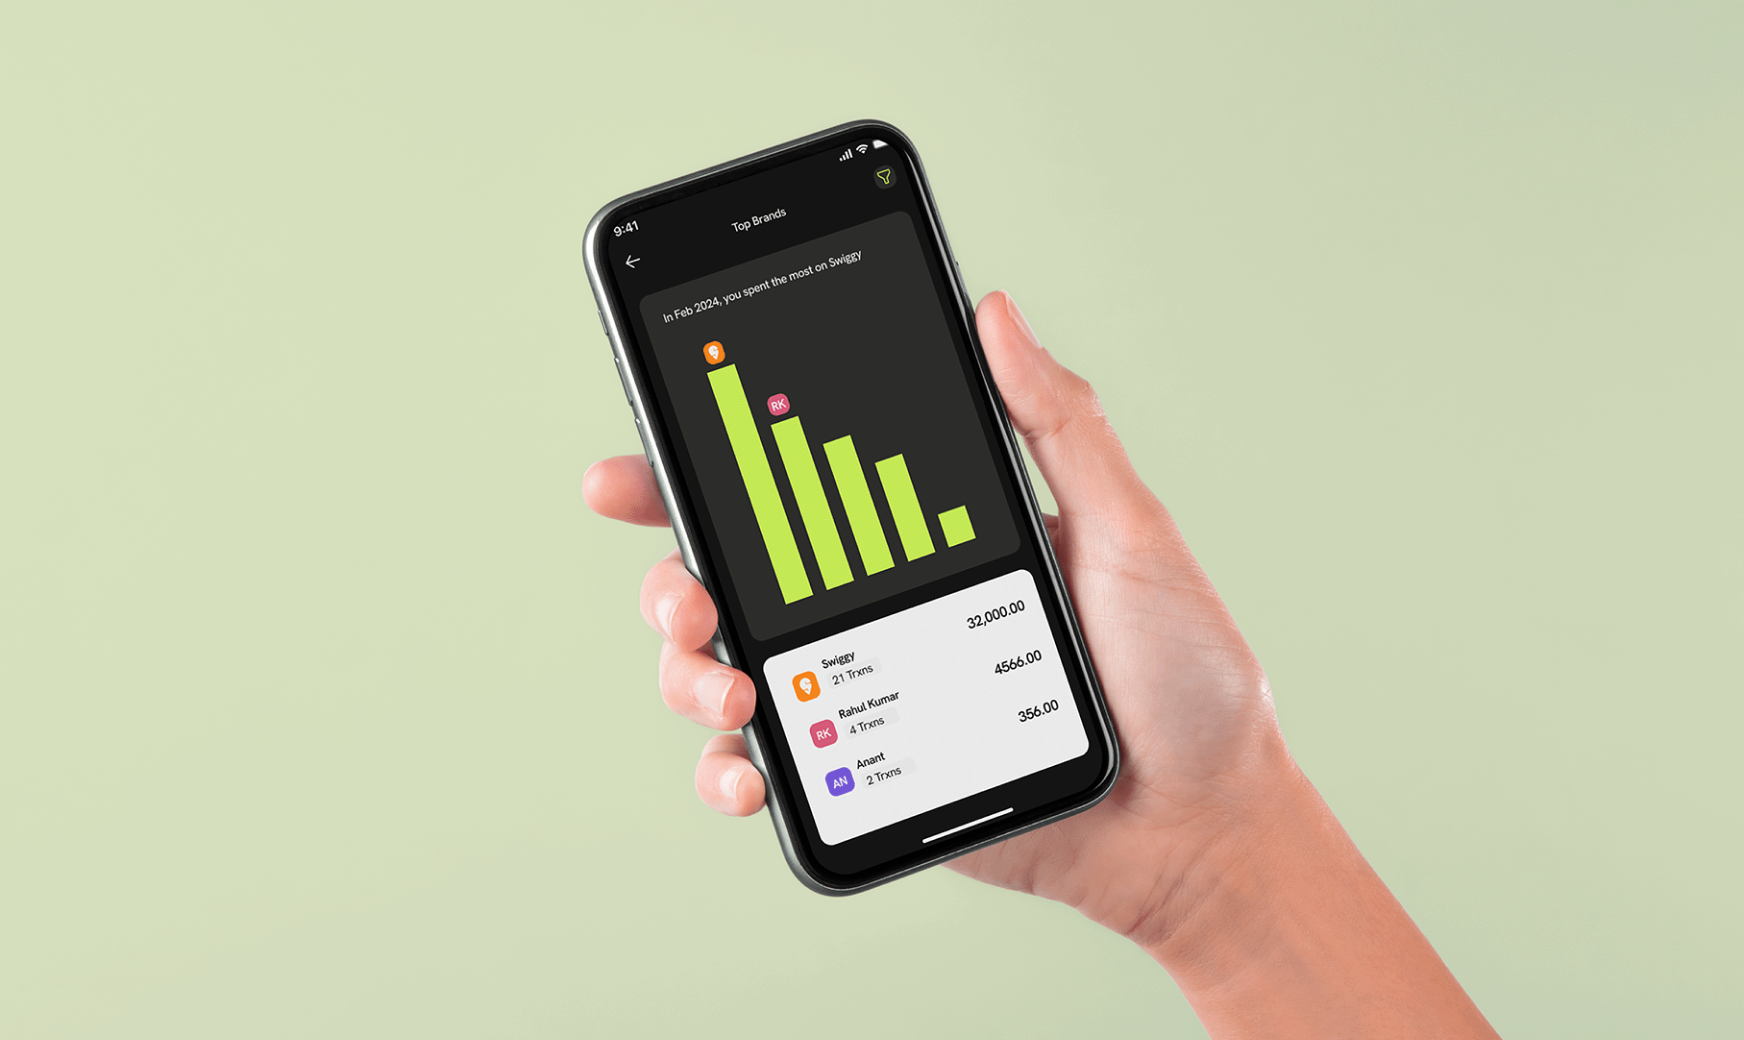 9:41
Top Brands
In Feb 2024, you spent the most on Swiggy
RK
Swiggy
21 Trxns
32,000.00
RK
Rahul Kumar
4 Trxns
4566.00
AN
Anant
2 Trxns
356.00